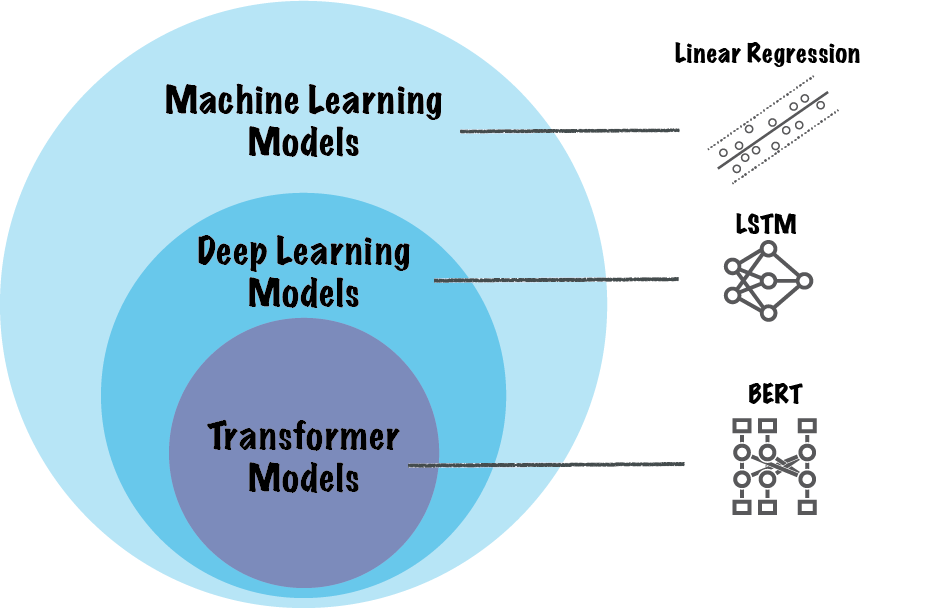 Linear Regression
Machine Learning
Models
LSTM
Deep Learning
Models
BERT
Transformer
Models